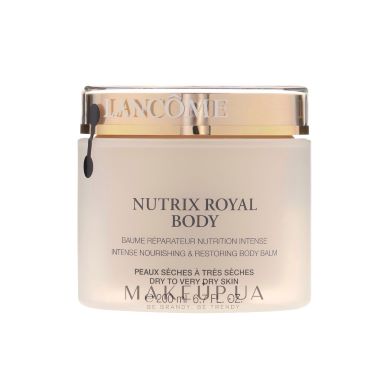 LANCÔME
NUTRIX ROYAL
BODY
BAUME RÉPARATEUR NUTRITION INTENSE
INTENSE NOURISHING & RESTORING BODY BALM
PEAUX SÈCHES À TRÈS SÈCHES
DRY TO VERY DRY SKIN
℮ 200 ml 6.7 FL. OZ.
MAKEUP.UA
BE GRANDY, BE TRENDY